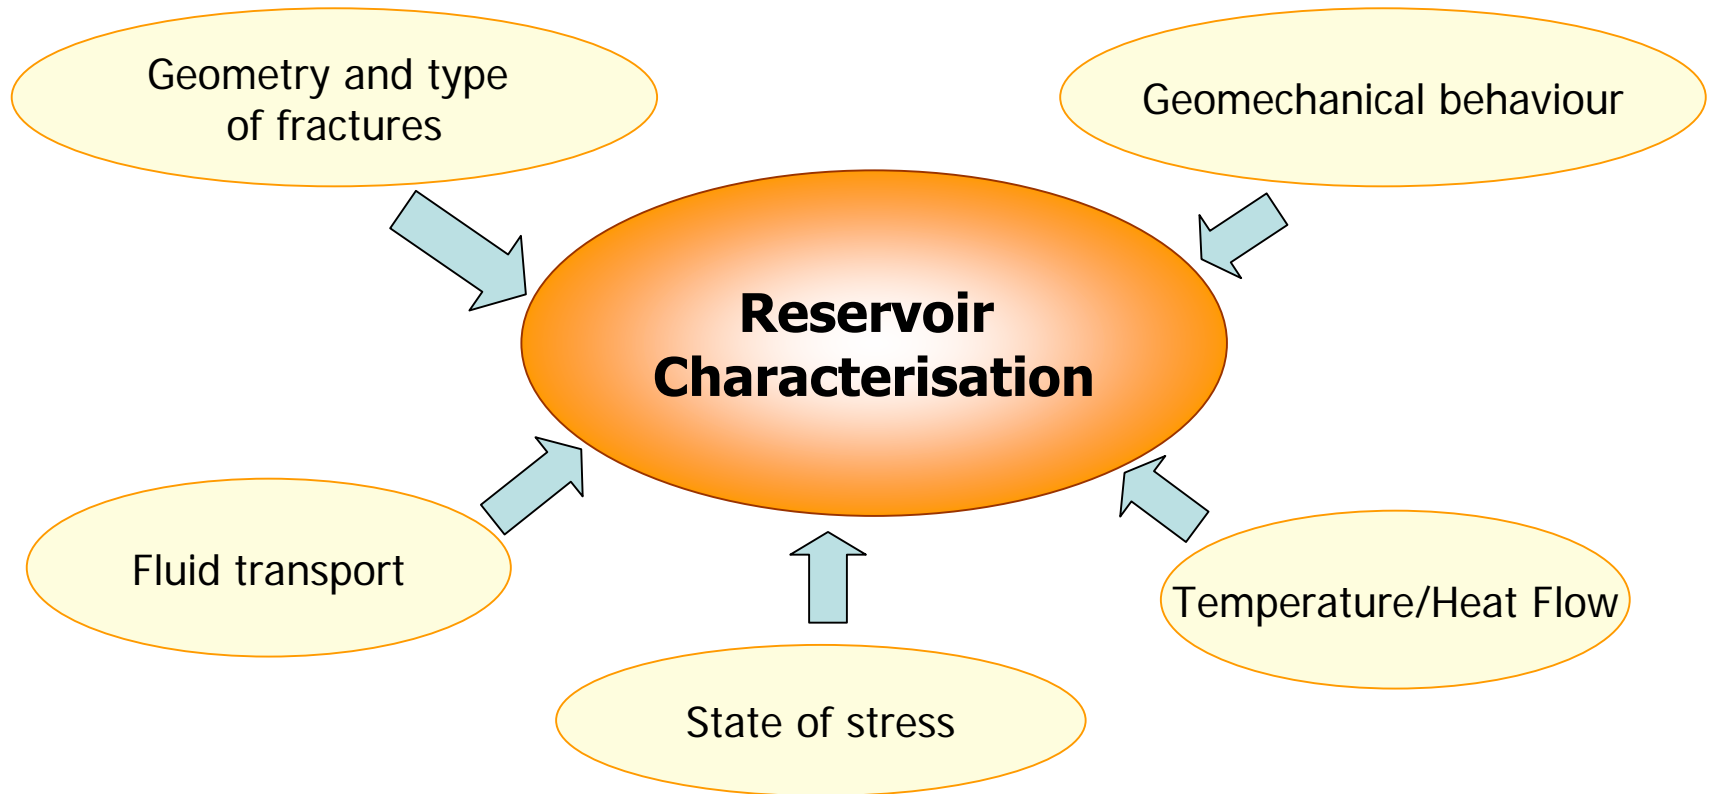 Geometry and type
of fractures
Geomechanical behaviour
Reservoir
Characterisation
Fluid transport
Temperature/Heat Flow
State of stress